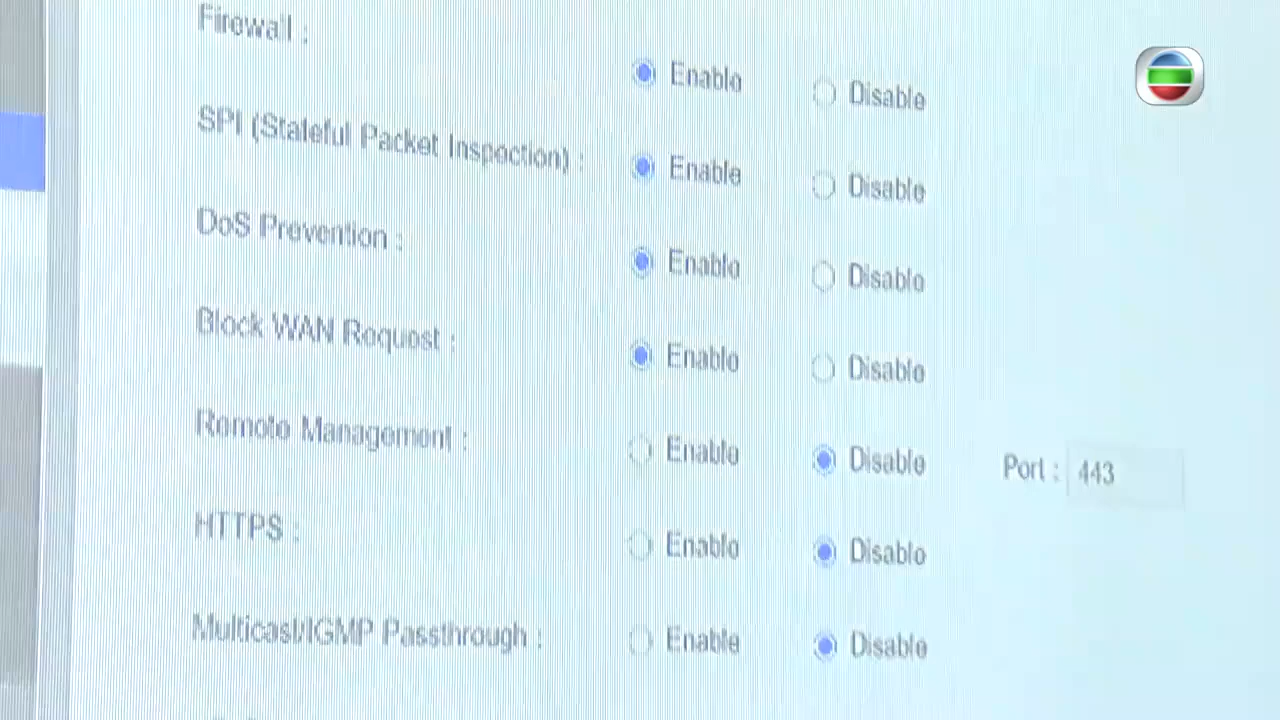 Firewall : Enable Disable
SPI (Stateful Packet Inspection) : Enable Disable
DoS Prevention : Enable Disable
Block WAN Request : Enable Disable
Remote Management : Enable Disable Port : 443
HTTPS : Enable Disable
Multicast/IGMP Passthrough : Enable Disable